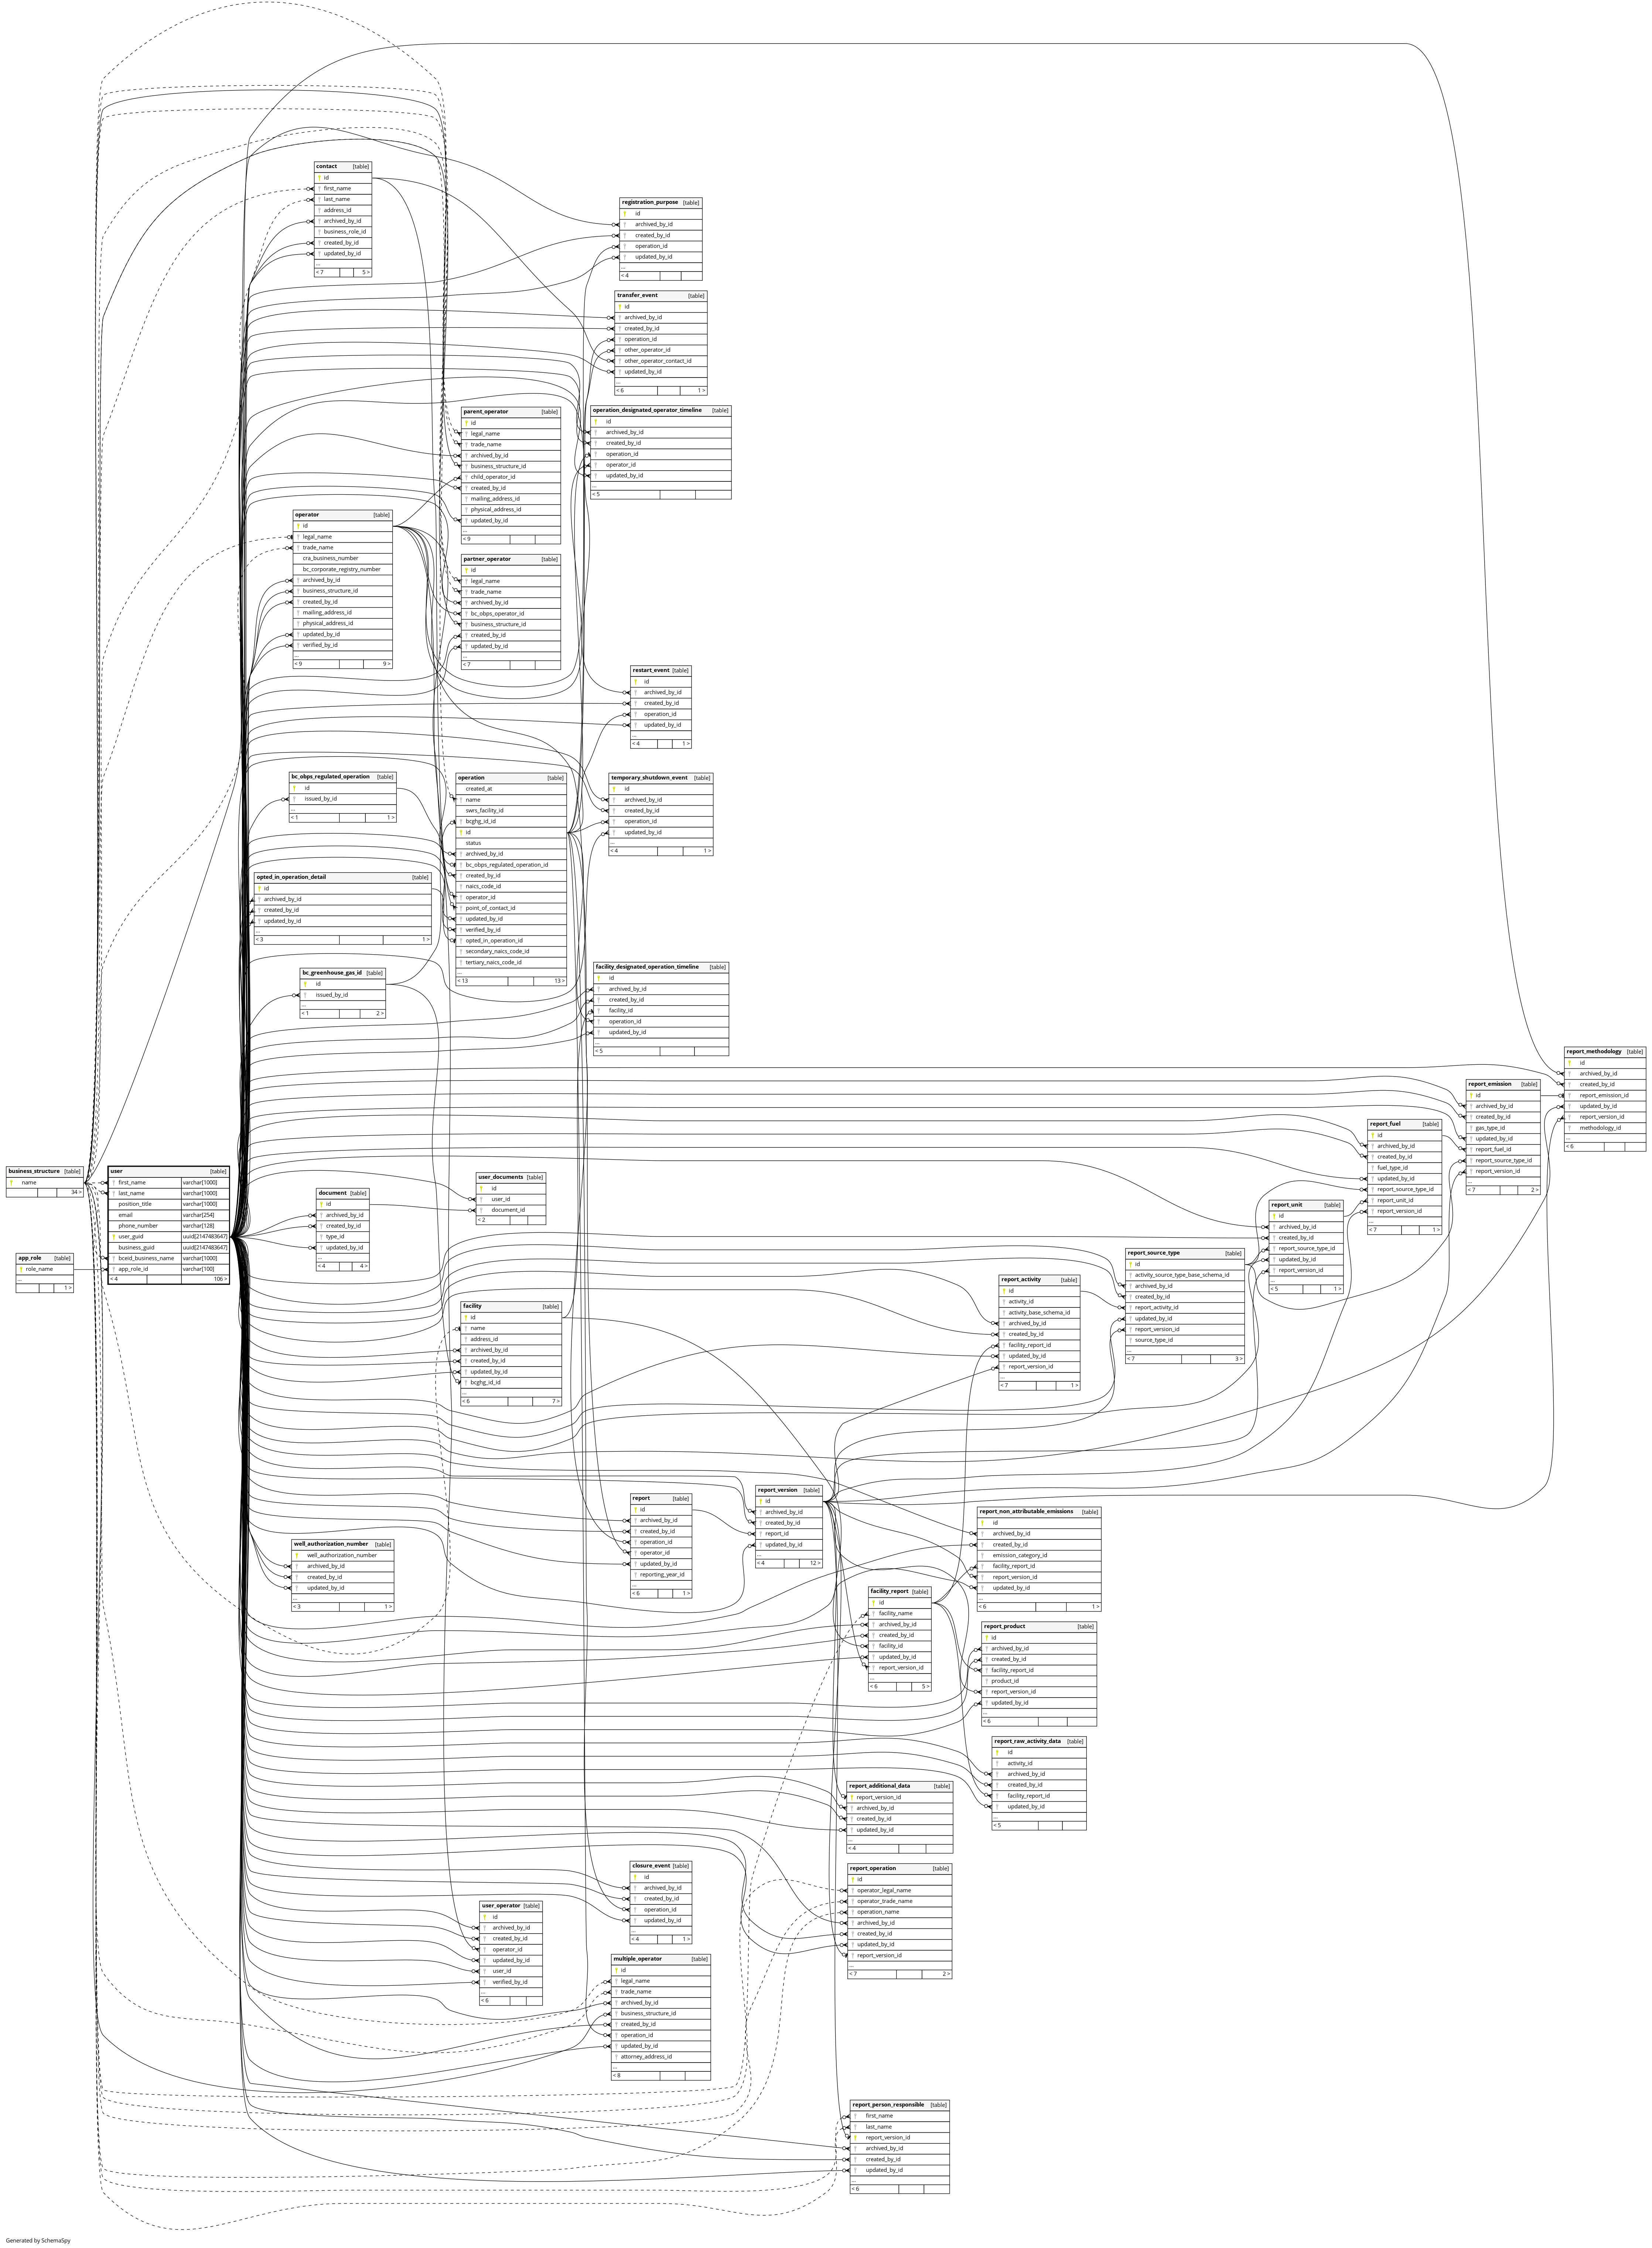 contact [table]
id
first_name
last_name
address_id
archived_by_id
business_role_id
created_by_id
updated_by_id
...
< 7 5 >
registration_purpose [table]
id
archived_by_id
created_by_id
operation_id
updated_by_id
...
< 4
transfer_event [table]
id
archived_by_id
created_by_id
operation_id
other_operator_id
other_operator_contact_id
updated_by_id
...
< 6 1 >
parent_operator [table]
id
legal_name
trade_name
archived_by_id
business_structure_id
child_operator_id
created_by_id
mailing_address_id
physical_address_id
updated_by_id
...
< 9
operation_designated_operator_timeline [table]
id
archived_by_id
created_by_id
operation_id
operator_id
updated_by_id
...
< 5
operator [table]
id
legal_name
trade_name
cra_business_number
bc_corporate_registry_number
archived_by_id
business_structure_id
created_by_id
mailing_address_id
physical_address_id
updated_by_id
verified_by_id
...
< 9 9 >
partner_operator [table]
id
legal_name
trade_name
archived_by_id
bc_obps_operator_id
business_structure_id
created_by_id
updated_by_id
...
< 7
restart_event [table]
id
archived_by_id
created_by_id
operation_id
updated_by_id
...
< 4 1 >
bc_obps_regulated_operation [table]
id
issued_by_id
...
< 1 1 >
operation [table]
created_at
name
swrs_facility_id
bcghg_id_id
id
status
archived_by_id
bc_obps_regulated_operation_id
created_by_id
naics_code_id
operator_id
point_of_contact_id
updated_by_id
verified_by_id
opted_in_operation_id
secondary_naics_code_id
tertiary_naics_code_id
...
< 13 13 >
temporary_shutdown_event [table]
id
archived_by_id
created_by_id
operation_id
updated_by_id
...
< 4 1 >
opted_in_operation_detail [table]
id
archived_by_id
created_by_id
updated_by_id
...
< 3 1 >
bc_greenhouse_gas_id [table]
id
issued_by_id
...
< 1 2 >
facility_designated_operation_timeline [table]
id
archived_by_id
created_by_id
facility_id
operation_id
updated_by_id
...
< 5
report_methodology [table]
id
archived_by_id
created_by_id
report_emission_id
updated_by_id
report_version_id
methodology_id
...
< 6
report_emission [table]
id
archived_by_id
created_by_id
gas_type_id
updated_by_id
report_fuel_id
report_source_type_id
report_version_id
...
< 7 2 >
report_fuel [table]
id
archived_by_id
created_by_id
fuel_type_id
updated_by_id
report_source_type_id
report_unit_id
report_version_id
...
< 7 1 >
business_structure [table]
name
34 >
user [table]
first_name varchar[1000]
last_name varchar[1000]
position_title varchar[1000]
email varchar[254]
phone_number varchar[128]
user_guid uuid[2147483647]
business_guid uuid[2147483647]
bceid_business_name varchar[1000]
app_role_id varchar[100]
< 4 106 >
app_role [table]
role_name
...
1 >
document [table]
id
archived_by_id
created_by_id
type_id
updated_by_id
...
< 4 4 >
user_documents [table]
id
user_id
document_id
< 2
report_unit [table]
id
archived_by_id
created_by_id
report_source_type_id
updated_by_id
report_version_id
...
< 5 1 >
report_source_type [table]
id
activity_source_type_base_schema_id
archived_by_id
created_by_id
report_activity_id
updated_by_id
report_version_id
source_type_id
...
< 7 3 >
report_activity [table]
id
activity_id
activity_base_schema_id
archived_by_id
created_by_id
facility_report_id
updated_by_id
report_version_id
...
< 7 1 >
facility [table]
id
name
address_id
archived_by_id
created_by_id
updated_by_id
bcghg_id_id
...
< 6 7 >
report [table]
id
archived_by_id
created_by_id
operation_id
operator_id
updated_by_id
reporting_year_id
...
< 6 1 >
report_version [table]
id
archived_by_id
created_by_id
report_id
updated_by_id
...
< 4 12 >
report_non_attributable_emissions [table]
id
archived_by_id
created_by_id
emission_category_id
facility_report_id
report_version_id
updated_by_id
...
< 6 1 >
well_authorization_number [table]
well_authorization_number
archived_by_id
created_by_id
updated_by_id
...
< 3 1 >
facility_report [table]
id
facility_name
archived_by_id
created_by_id
facility_id
updated_by_id
report_version_id
...
< 6 5 >
report_product [table]
id
archived_by_id
created_by_id
facility_report_id
product_id
report_version_id
updated_by_id
...
< 6
report_raw_activity_data [table]
id
activity_id
archived_by_id
created_by_id
facility_report_id
updated_by_id
...
< 5
report_additional_data [table]
report_version_id
archived_by_id
created_by_id
updated_by_id
...
< 4
closure_event [table]
id
archived_by_id
created_by_id
operation_id
updated_by_id
...
< 4 1 >
report_operation [table]
id
operator_legal_name
operator_trade_name
operation_name
archived_by_id
created_by_id
updated_by_id
report_version_id
...
< 7 2 >
user_operator [table]
id
archived_by_id
created_by_id
operator_id
updated_by_id
user_id
verified_by_id
...
< 6
multiple_operator [table]
id
legal_name
trade_name
archived_by_id
business_structure_id
created_by_id
operation_id
updated_by_id
attorney_address_id
...
< 8
report_person_responsible [table]
first_name
last_name
report_version_id
archived_by_id
created_by_id
updated_by_id
...
< 6
Generated by SchemaSpy